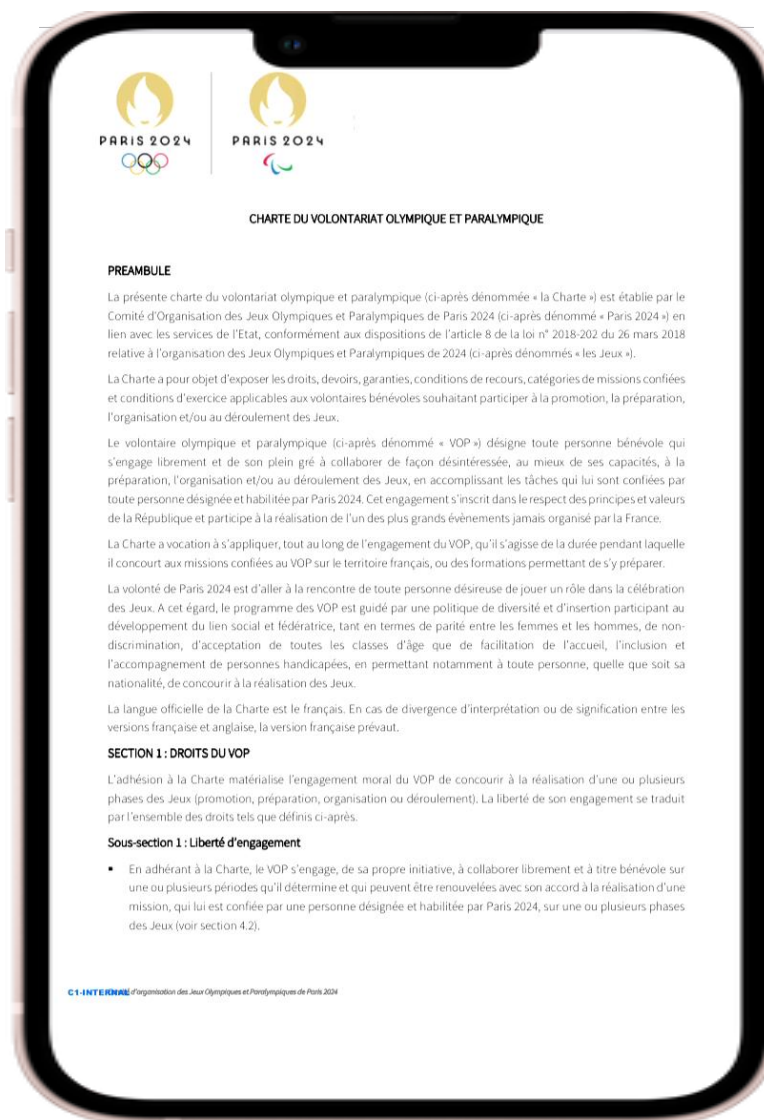 PARIS 2024
PARIS 2024
CHARTE DU VOLONTARIAT OLYMPIQUE ET PARALYMPIQUE
PREAMBULE
La présente charte du volontariat olympique et paralympique (ci-après dénommée « la Charte ») est établie par le
Comité d'Organisation des Jeux Olympiques et Paralympiques de Paris 2024 (ci-après dénommé « Paris 2024 ») en
lien avec les services de l'Etat, conformément aux dispositions de l'article 8 de la loi n° 2018-202 du 26 mars 2018
relative à l'organisation des Jeux Olympiques et Paralympiques de 2024 (ci-après dénommés « les Jeux »).
La Charte a pour objet d'exposer les droits, devoirs, garanties, conditions de recours, catégories de missions confiées
et conditions d'exercice applicables aux volontaires bénévoles souhaitant participer à la promotion, la préparation,
l'organisation et/ou au déroulement des Jeux.
Le volontaire olympique et paralympique (ci-après dénommé « VOP ») désigne toute personne bénévole qui
s'engage librement et de son plein gré à collaborer de façon désintéressée, au mieux de ses capacités, à la
préparation, l'organisation et/ou au déroulement des Jeux, en accomplissant les tâches qui lui sont confiées par
toute personne désignée et habilitée par Paris 2024. Cet engagement s'inscrit dans le respect des principes et valeurs
de la République et participe à la réalisation de l'un des plus grands évènements jamais organisé par la France.
La Charte a vocation à s'appliquer, tout au long de l'engagement du VOP, qu'il s'agisse de la durée pendant laquelle
il concourt aux missions confiées au VOP sur le territoire français, ou des formations permettant de s'y préparer.
La volonté de Paris 2024 est d'aller à la rencontre de toute personne désireuse de jouer un rôle dans la célébration
des Jeux. A cet égard, le programme des VOP est guidé par une politique de diversité et d'insertion participant au
développement du lien social et fédératrice, tant en termes de parité entre les femmes et les hommes, de non-
discrimination, d'acceptation de toutes les classes d'âge que de facilitation de l'accueil, l'inclusion et
l'accompagnement de personnes handicapées, en permettant notamment à toute personne, quelle que soit sa
nationalité, de concourir à la réalisation des Jeux.
La langue officielle de la Charte est le français. En cas de divergence d'interprétation ou de signification entre les
versions française et anglaise, la version française prévaut.
SECTION 1 : DROITS DU VOP
L'adhésion à la Charte matérialise l'engagement moral du VOP de concourir à la réalisation d'une ou plusieurs
phases des Jeux (promotion, préparation, organisation ou déroulement). La liberté de son engagement se traduit
par l'ensemble des droits tels que définis ci-après.
Sous-section 1 : Liberté d'engagement
▪ En adhérant à la Charte, le VOP s'engage, de sa propre initiative, à collaborer librement et à titre bénévole sur
une ou plusieurs périodes qu'il détermine et qui peuvent être renouvelées avec son accord à la réalisation d'une
mission, qui lui est confiée par une personne désignée et habilitée par Paris 2024, sur une ou plusieurs phases
des Jeux (voir section 4.2).
C1-INTERNAL d'organisation des Jeux Olympiques et Paralympiques de Paris 2024